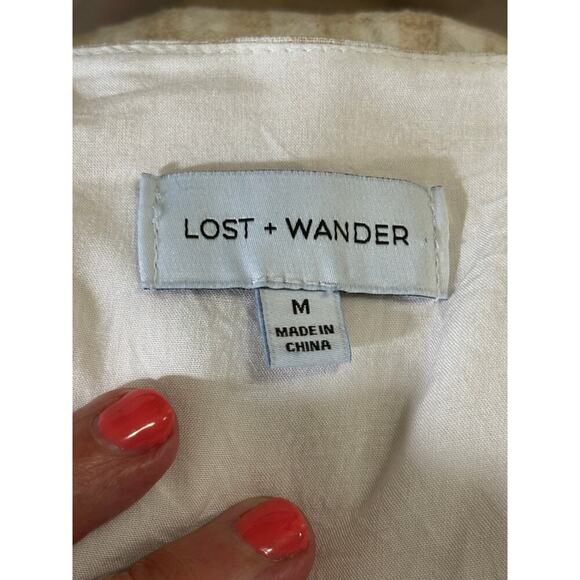 LOST + WANDER
M
MADE IN
CHINA